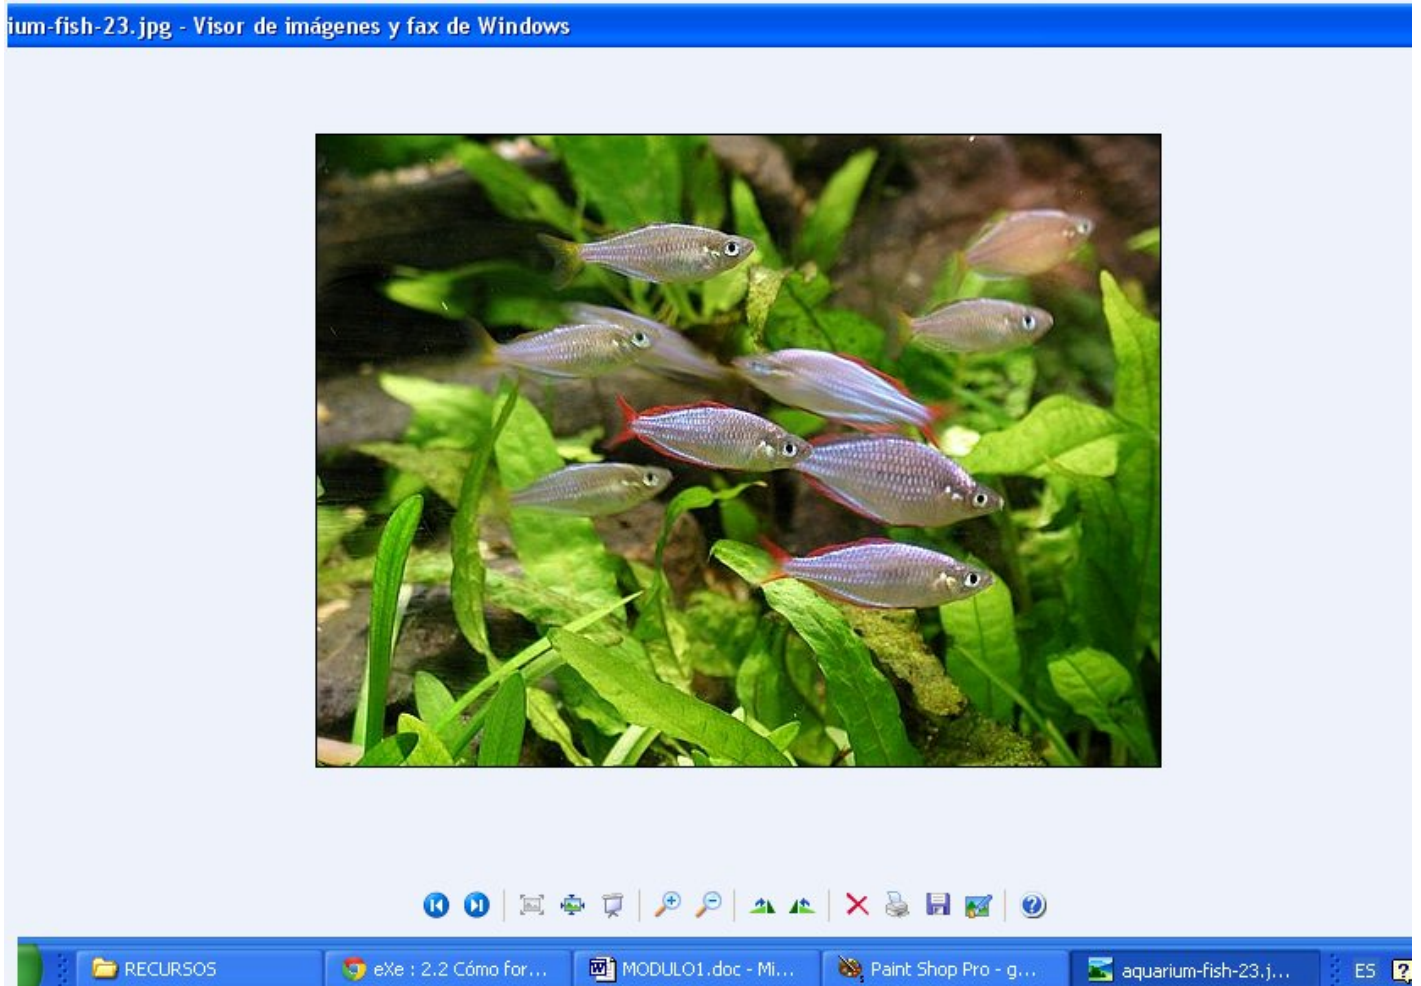 ium-fish-23.jpg - Visor de imágenes y fax de Windows
RECURSOS
eXe : 2.2 Cómo for...
MODULO1.doc - Mi...
Paint Shop Pro - g...
aquarium-fish-23.j...
ES